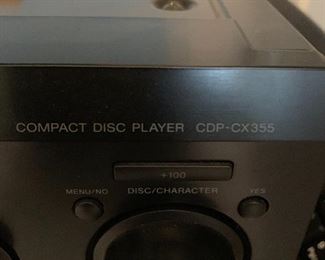 COMPACT DISC PLAYER CDP-CX355
+100
MENU/NO DISC/CHARACTER YES